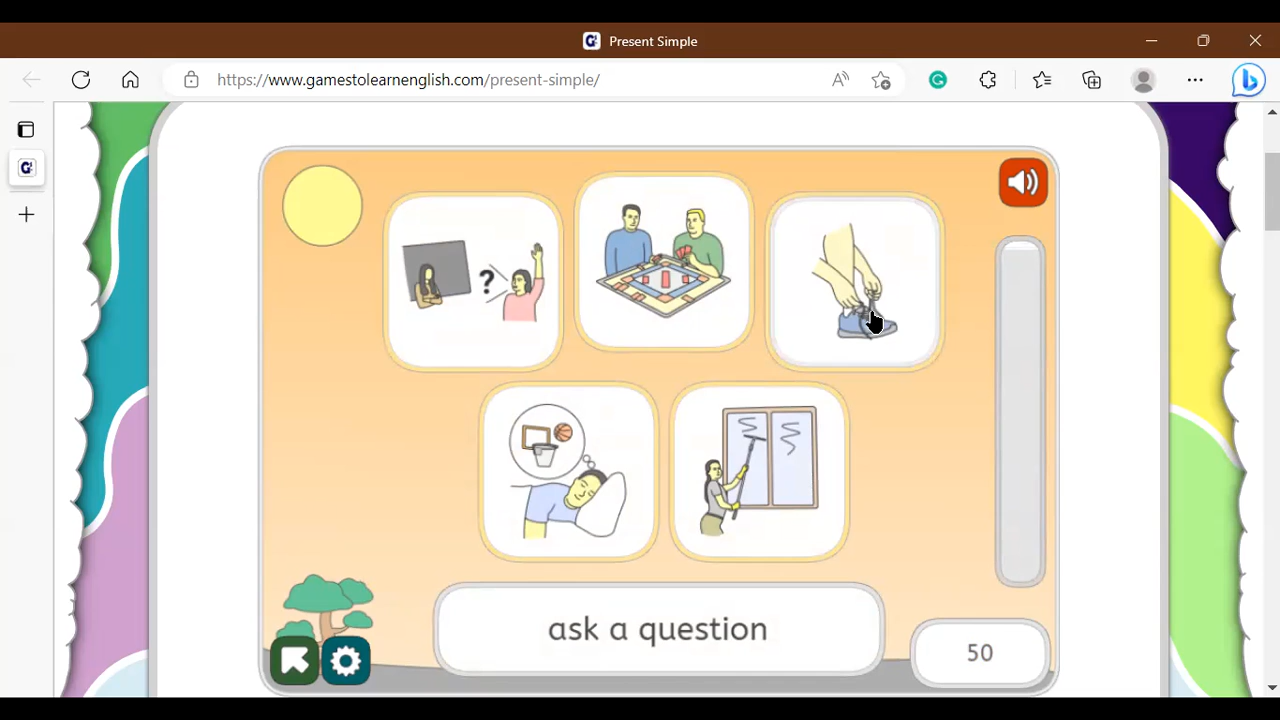 Present Simple
https://www.gamestolearnenglish.com/present-simple/
?
ask a question
50